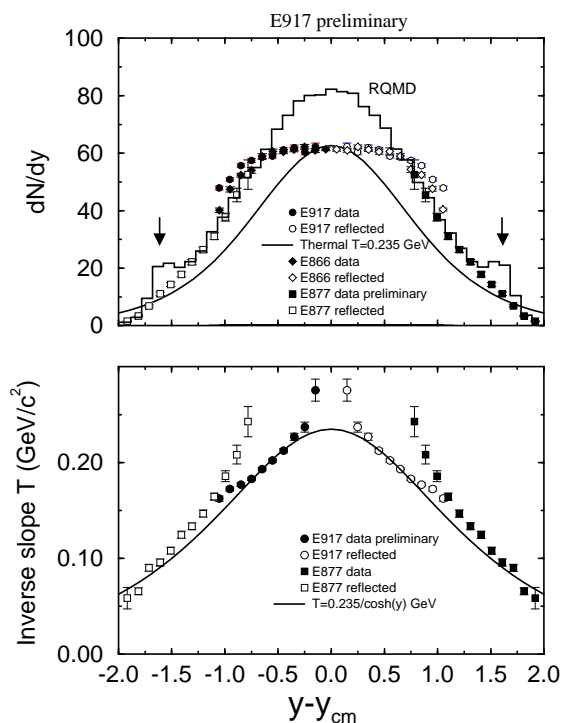 E917 preliminary
100
80
60
40
20
0
dN/dy
RQMD
E917 data
E917 reflected
Thermal T=0.235 GeV
E866 data
E866 reflected
E877 data preliminary
E877 reflected
0.20
0.10
0.00
Inverse slope T (GeV/c²)
E917 data preliminary
E917 reflected
E877 data
E877 reflected
T=0.235/cosh(y) GeV
-2.0 -1.5 -1.0 -0.5 0.0 0.5 1.0 1.5 2.0
y-y_cm